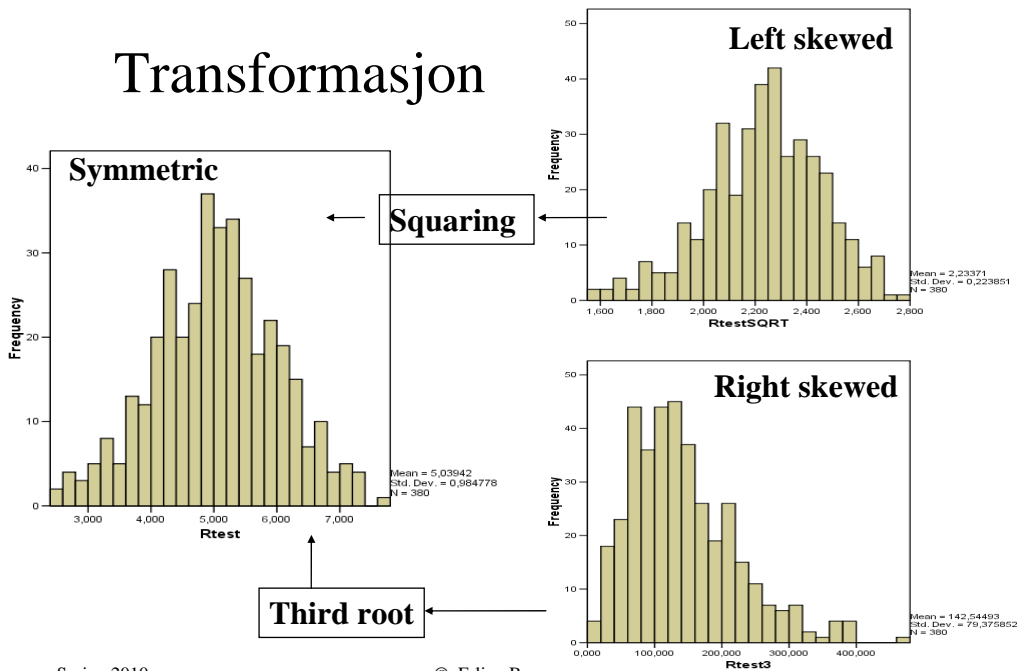 Transformasjon
Symmetric
Frequency
40
30
20
10
0
3,000 4,000 5,000 6,000 7,000
Rtest
Mean = 5,03942
Std. Dev. = 0,984778
N = 380
Squaring
Left skewed
Frequency
50
40
30
20
10
0
1,600 1,800 2,000 2,200 2,400 2,600 2,800
RtestSQRT
Mean = 2,23371
Std. Dev. = 0,223851
N = 380
Right skewed
Frequency
50
40
30
20
10
0
0,000 100,000 200,000 300,000 400,000
Rtest3
Mean = 142,54493
Std. Dev. = 79,375852
N = 380
Third root
2010
©